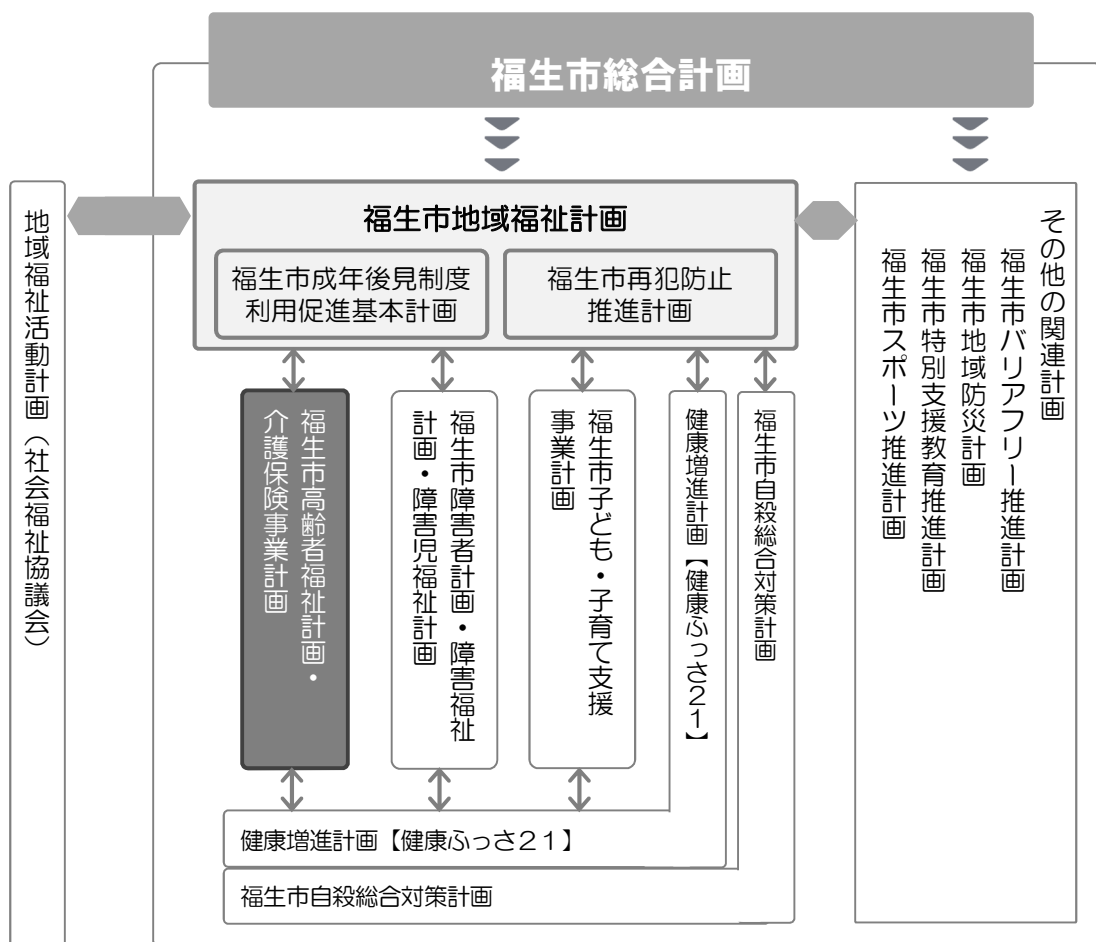 福生市総合計画
地域福祉活動計画（社会福祉協議会）
福生市地域福祉計画
福生市成年後見制度
利用促進基本計画
福生市再犯防止
推進計画
福生市高齢者福祉計画・
介護保険事業計画
福生市障害者計画・障害福祉
計画・障害児福祉計画
福生市子ども・子育て支援
事業計画
健康増進計画【健康ふっさ２１】
福生市自殺総合対策計画
その他の関連計画
福生市バリアフリー推進計画
福生市地域防災計画
福生市特別支援教育推進計画
福生市スポーツ推進計画
健康増進計画【健康ふっさ２１】
福生市自殺総合対策計画